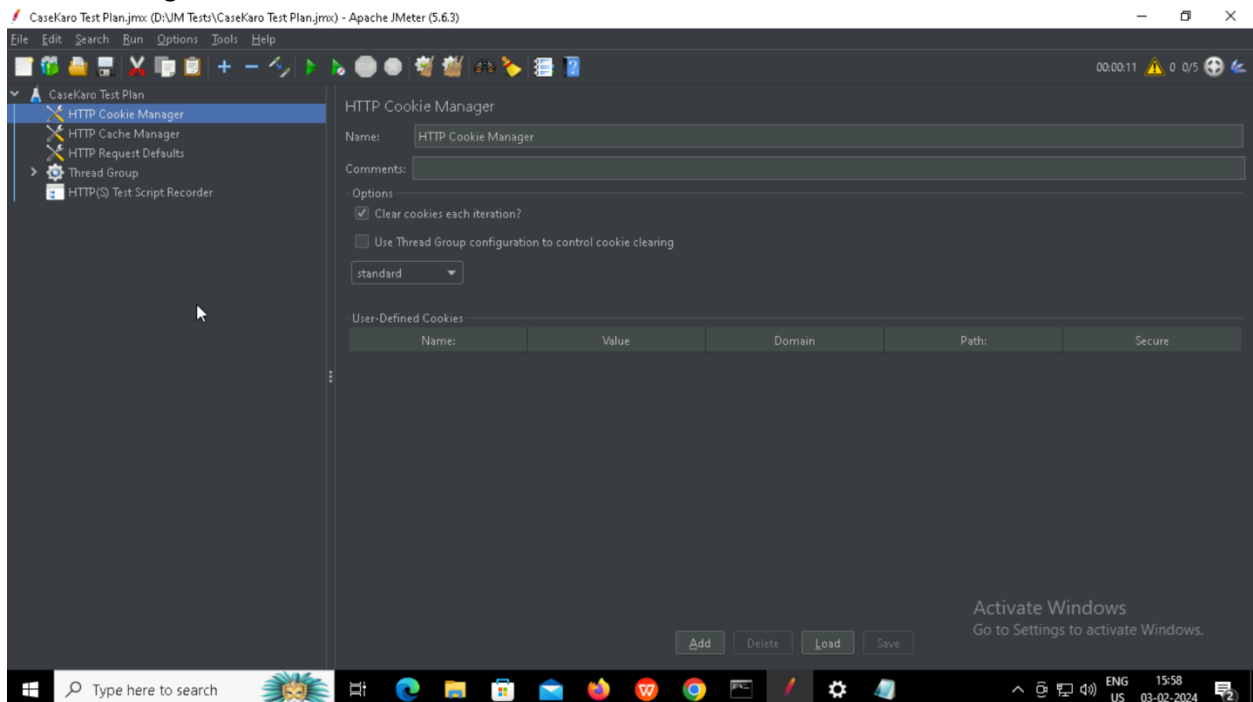 CaseKaro Test Plan.jmx (D:\JM Tests\CaseKaro Test Plan.jmx) - Apache JMeter (5.6.3)
File Edit Search Run Options Tools Help
00:00:11 0 0/5
CaseKaro Test Plan
HTTP Cookie Manager
HTTP Cache Manager
HTTP Request Defaults
Thread Group
HTTP(S) Test Script Recorder
HTTP Cookie Manager
Name: HTTP Cookie Manager
Comments:
Options
Clear cookies each iteration?
Use Thread Group configuration to control cookie clearing
standard
User-Defined Cookies
Name: Value Domain Path: Secure
Add Delete Load Save
Activate Windows
Go to Settings to activate Windows.
Type here to search
ENG 15:58
US 03-02-2024 2